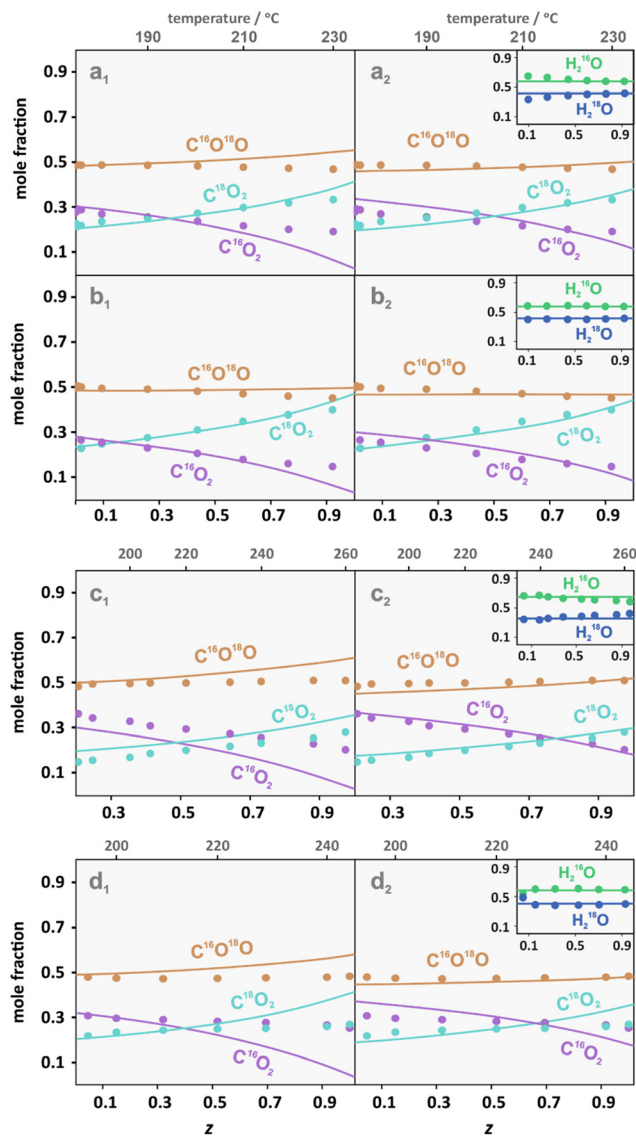 temperature / °C temperature / °C
190 210 230 190 210 230
a₁ a₂
mole fraction
0.9
0.7
0.5
0.3
0.1
C¹⁶O¹⁸O
C¹⁸O₂
C¹⁶O₂
C¹⁶O¹⁸O
C¹⁸O₂
C¹⁶O₂
0.9
0.5
0.1
H₂¹⁸O
H₂¹⁸O
0.1 0.5 0.9
b₁ b₂
mole fraction
0.9
0.7
0.5
0.3
0.1
C¹⁶O¹⁸O
C¹⁸O₂
C¹⁶O₂
C¹⁶O¹⁸O
C¹⁸O₂
C¹⁶O₂
0.9
0.5
0.1
H₂¹⁶O
H₂¹⁸O
0.1 0.5 0.9
0.1 0.3 0.5 0.7 0.9 0.1 0.3 0.5 0.7 0.9
200 220 240 260 200 220 240 260
c₁ c₂
mole fraction
0.9
0.7
0.5
0.3
0.1
C¹⁶O¹⁸O
C¹⁸O₂
C¹⁶O₂
C¹⁶O¹⁸O
C¹⁶O₂
C¹⁸O₂
0.9
0.5
0.1
H₂¹⁶O
H₂¹⁸O
0.1 0.5 0.9
0.3 0.5 0.7 0.9 0.3 0.5 0.7 0.9
200 220 240 200 220 240
d₁ d₂
mole fraction
0.9
0.7
0.5
0.3
0.1
C¹⁶O¹⁸O
C¹⁸O₂
C¹⁶O₂
C¹⁶O¹⁸O
C¹⁸O₂
C¹⁶O₂
0.9
0.5
0.1
H₂¹⁶O
H₂¹⁸O
0.1 0.5 0.9
0.1 0.3 0.5 0.7 0.9 0.1 0.3 0.5 0.7 0.9
z z